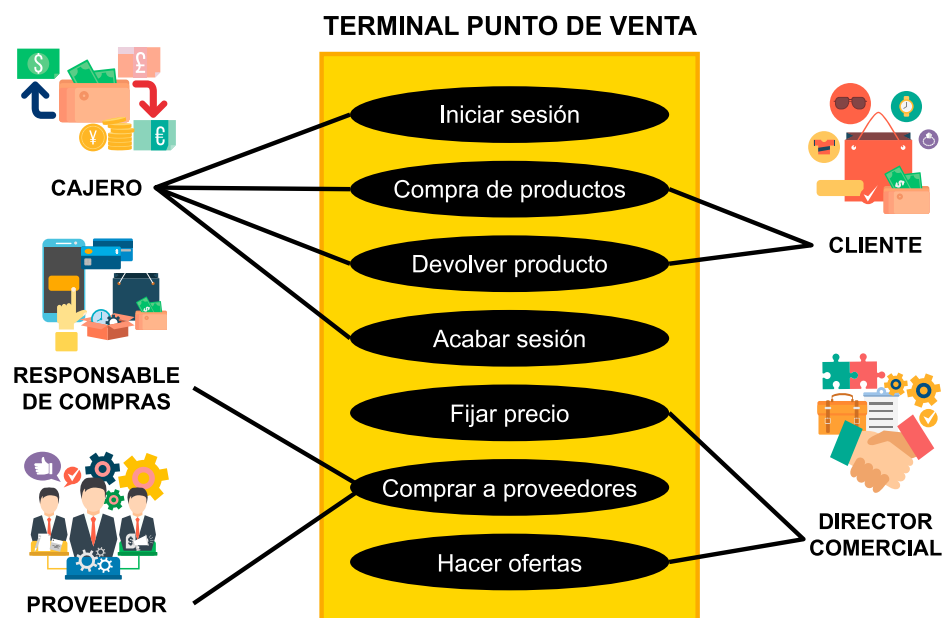 TERMINAL PUNTO DE VENTA
$
£
¥
€
CAJERO
Iniciar sesión
Compra de productos
Devolver producto
Acabar sesión
Fijar precio
Comprar a proveedores
Hacer ofertas
CLIENTE
RESPONSABLE
DE COMPRAS
DIRECTOR
COMERCIAL
PROVEEDOR